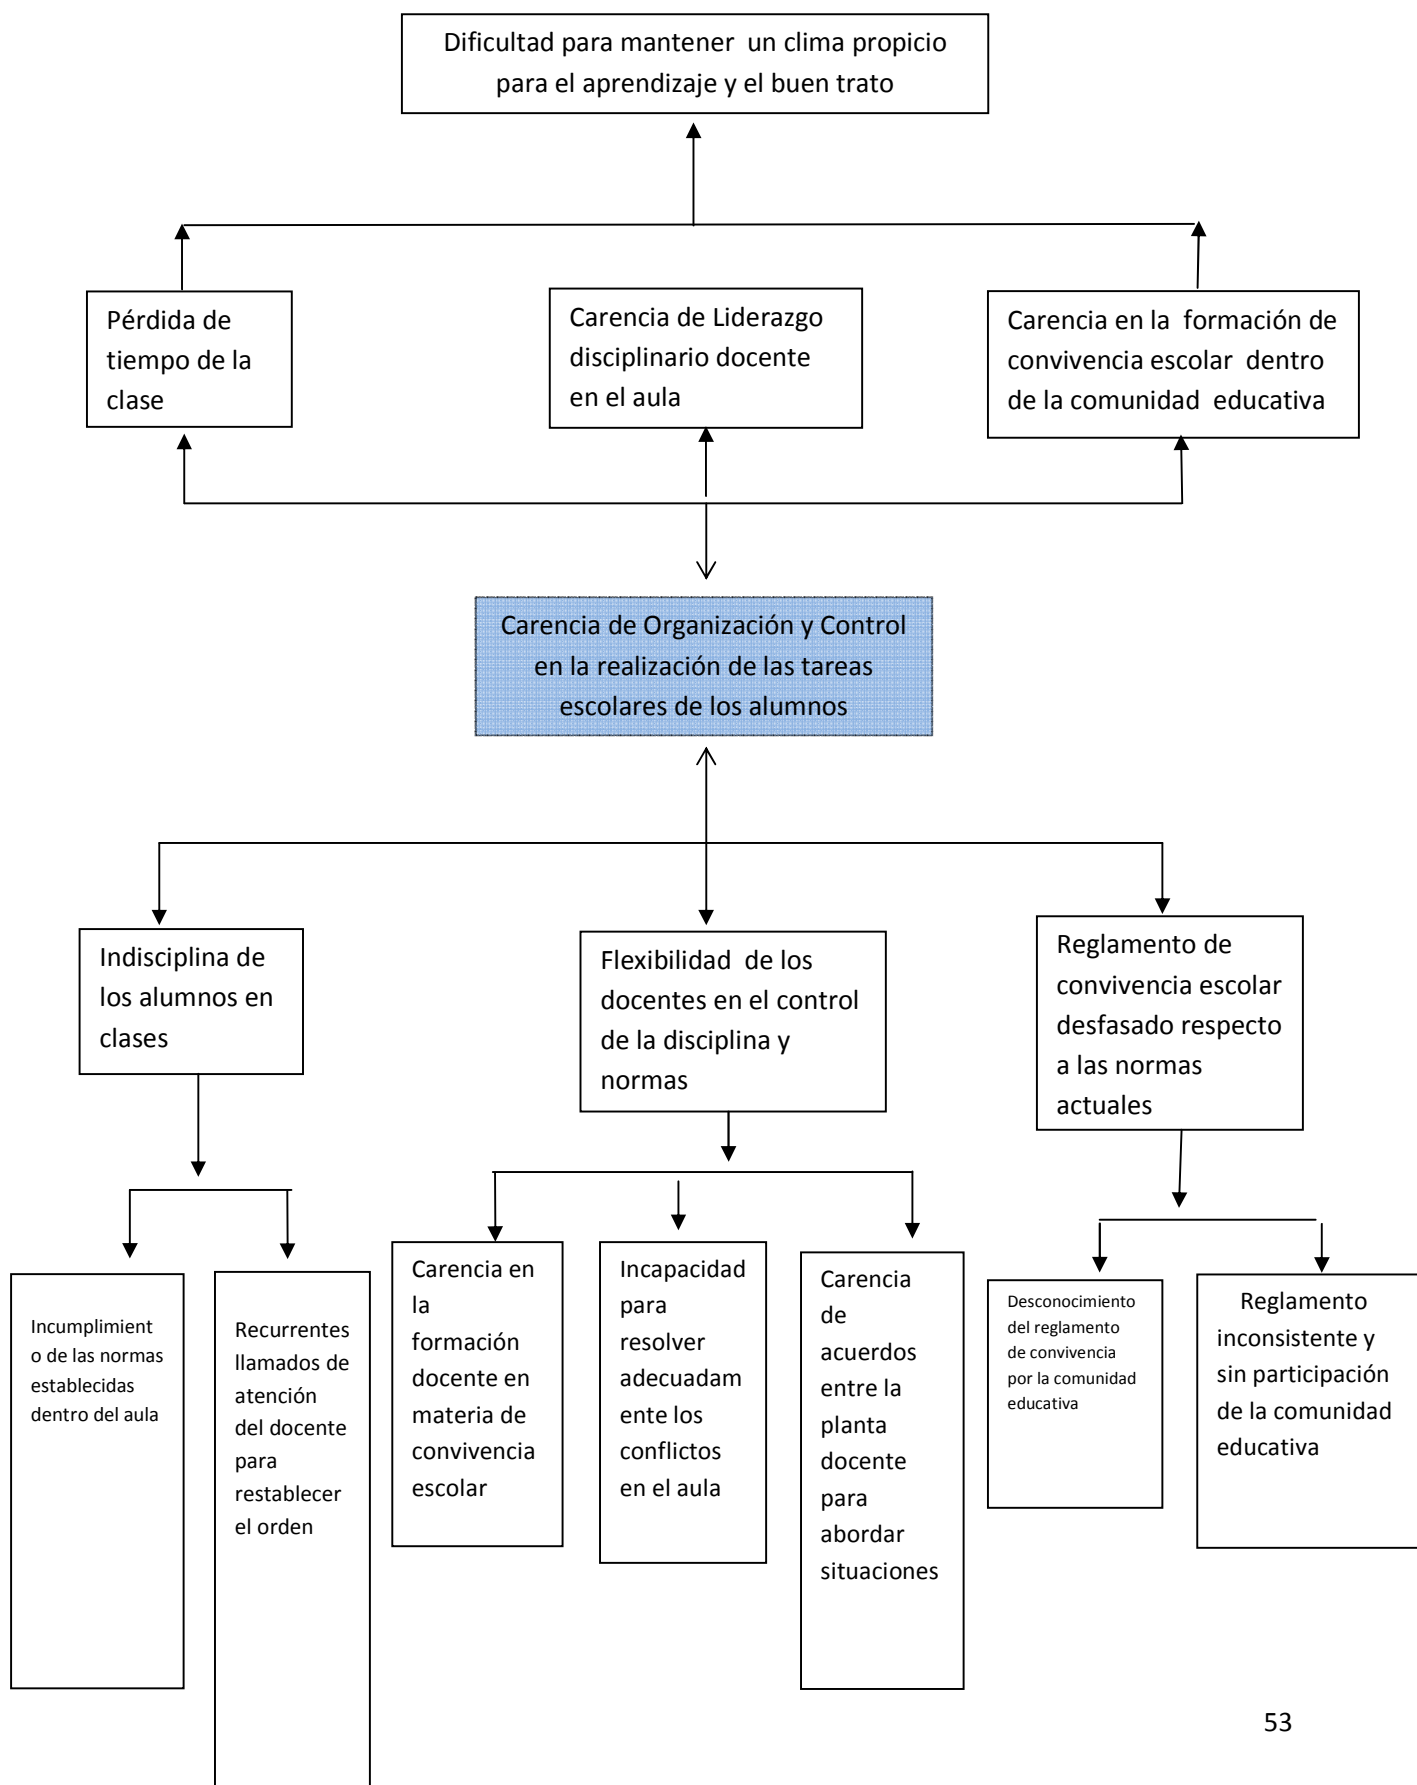 Dificultad para mantener un clima propicio
para el aprendizaje y el buen trato
Pérdida de
tiempo de la
clase
Carencia de Liderazgo
disciplinario docente
en el aula
Carencia en la formación de
convivencia escolar dentro
de la comunidad educativa
Carencia de Organización y Control
en la realización de las tareas
escolares de los alumnos
Indisciplina de
los alumnos en
clases
Flexibilidad de los
docentes en el control
de la disciplina y
normas
Reglamento de
convivencia escolar
desfasado respecto
a las normas
actuales
Incumplimient
o de las normas
establecidas
dentro del aula
Recurrentes
llamados de
atención
del docente
para
restablecer
el orden
Carencia en
la
formación
docente en
materia de
convivencia
escolar
Incapacidad
para
resolver
adecuadam
ente los
conflictos
en el aula
Carencia
de
acuerdos
entre la
planta
docente
para
abordar
situaciones
Desconocimiento
del reglamento
de convivencia
por la comunidad
educativa
Reglamento
inconsistente y
sin participación
de la comunidad
educativa
53